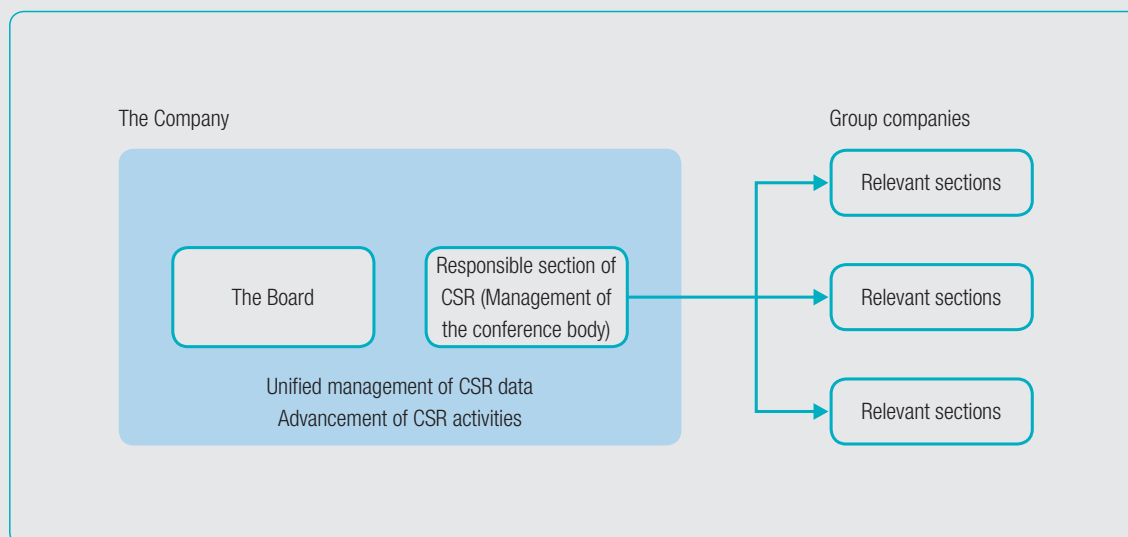 The Company
Group companies
Relevant sections
The Board
Responsible section of
CSR (Management of
the conference body)
Relevant sections
Unified management of CSR data
Advancement of CSR activities
Relevant sections